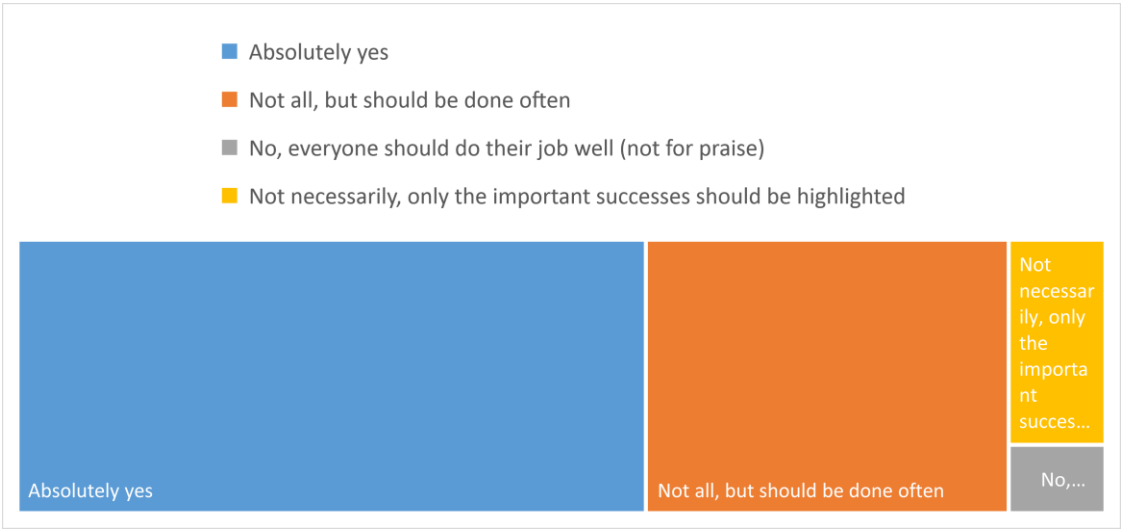 Absolutely yes
Not all, but should be done often
No, everyone should do their job well (not for praise)
Not necessarily, only the important successes should be highlighted
Absolutely yes
Not all, but should be done often
Not
necessar
ily, only
the
importa
nt
succes...
No,...